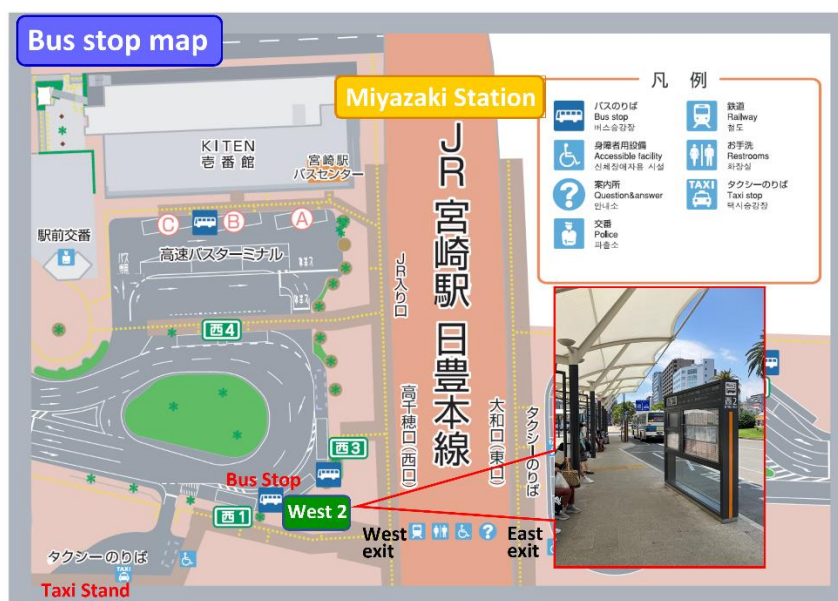 Bus stop map
Miyazaki Station
凡 例
バスのりば
Bus stop
버스승강장
鉄道
Railway
철도
身障者用設備
Accessible facility
신체장애자용 시설
お手洗
Restrooms
화장실
案内所
Question&answer
안내소
TAXI
タクシーのりば
Taxi stop
택시승강장
交番
Police
파출소
KITEN
壱番館
宮崎駅
バスセンター
C
B
A
駅前交番
高速バスターミナル
JR入り口
JR 宮崎駅 日豊本線
西4
高千穂口(西口)
大和口(東口)
タクシーのりば
西3
Bus Stop
West 2
西1
West
exit
East
exit
タクシーのりば
TAXI
Taxi Stand
西2